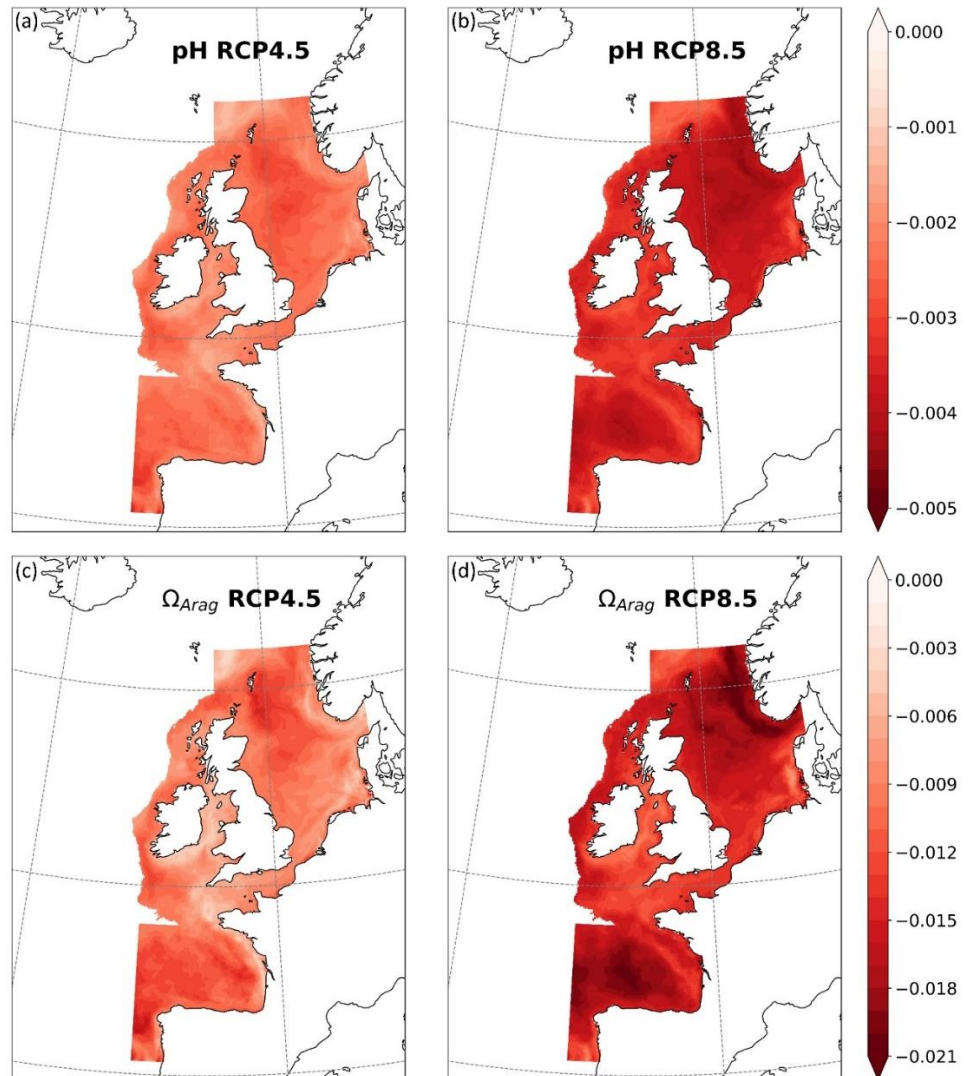 (a)
pH RCP4.5
(b)
pH RCP8.5
0.000
−0.001
−0.002
−0.003
−0.004
−0.005
(c)
Ω_Arag RCP4.5
(d)
Ω_Arag RCP8.5
0.000
−0.003
−0.006
−0.009
−0.012
−0.015
−0.018
−0.021